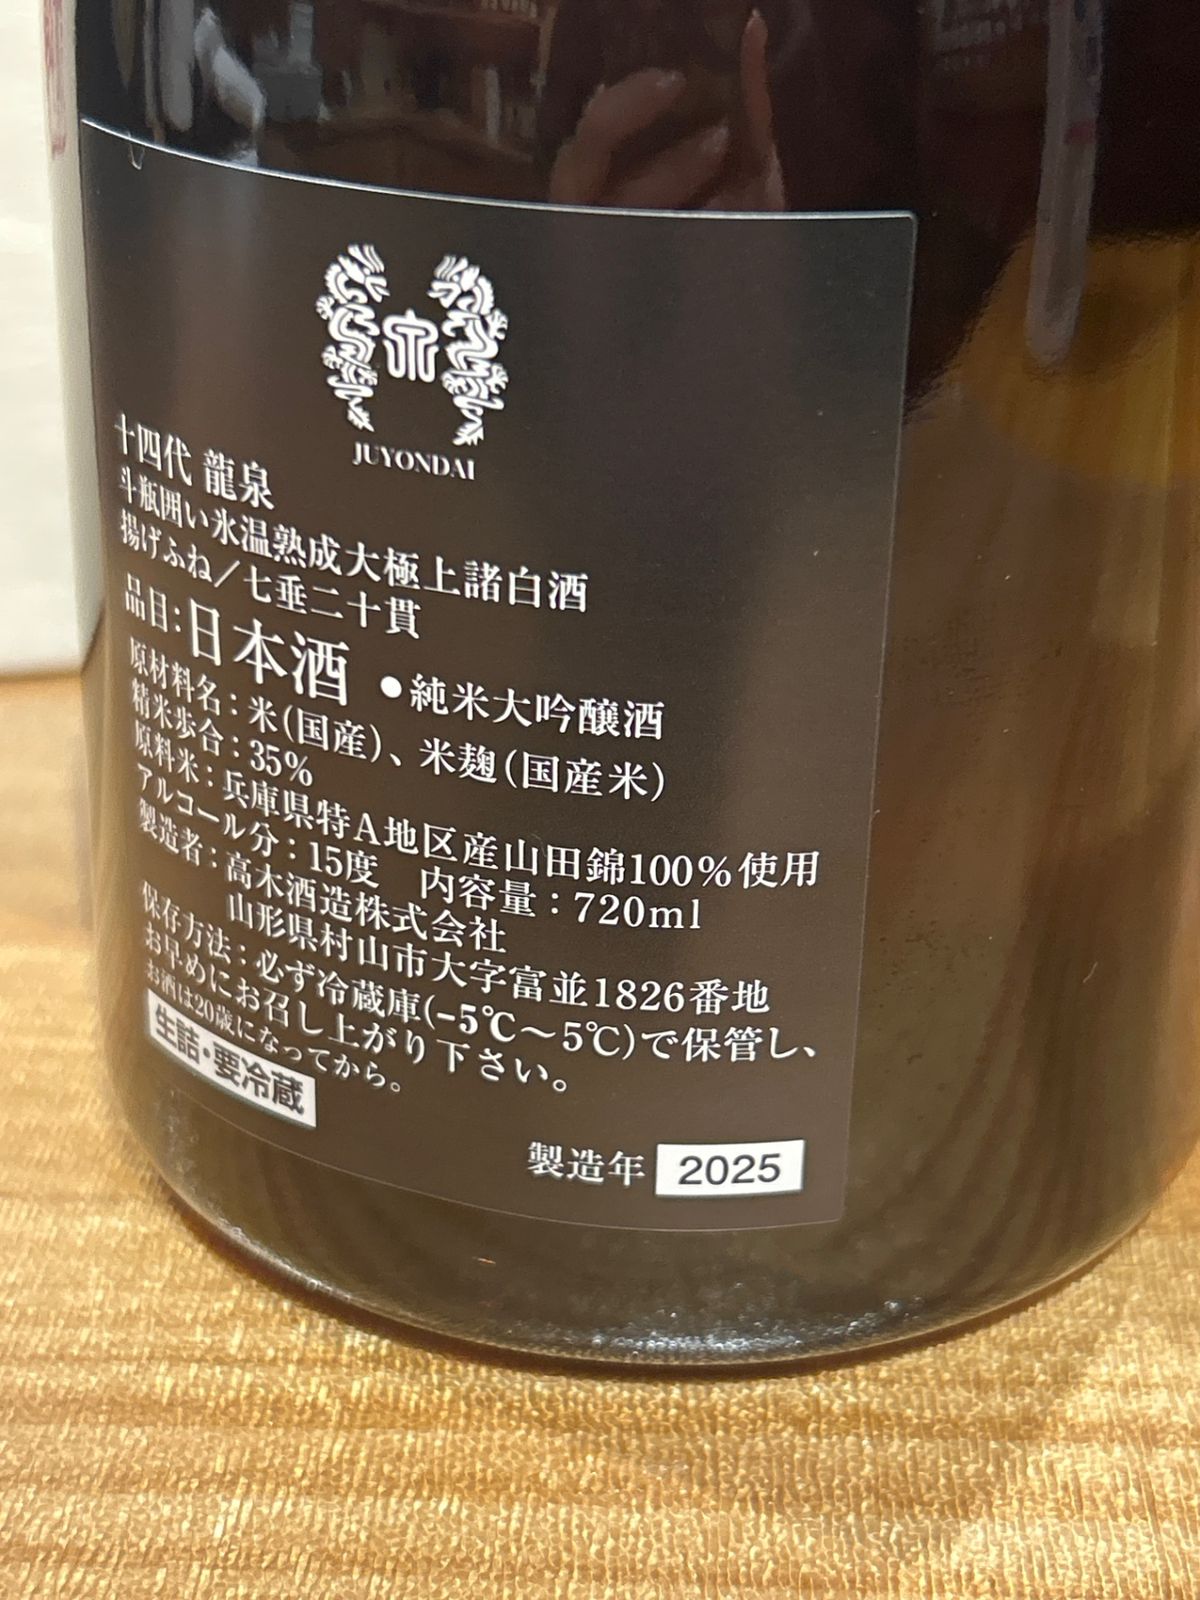 泉
JUYONDAI
十四代 龍泉
斗瓶囲い氷温熟成大極上諸白酒
揚げふね／七垂二十貫
品目：日本酒 ●純米大吟醸酒
原材料名：米(国産)、米麹(国産米)
精米歩合：35%
原料米：兵庫県特A地区産山田錦100%使用
アルコール分：15度 内容量：720ml
製造者：高木酒造株式会社
山形県村山市大字富並1826番地
保存方法：必ず冷蔵庫(−5℃～5℃)で保管し、
お早めにお召し上がり下さい。
お酒は20歳になってから。
生詰・要冷蔵
製造年 2025